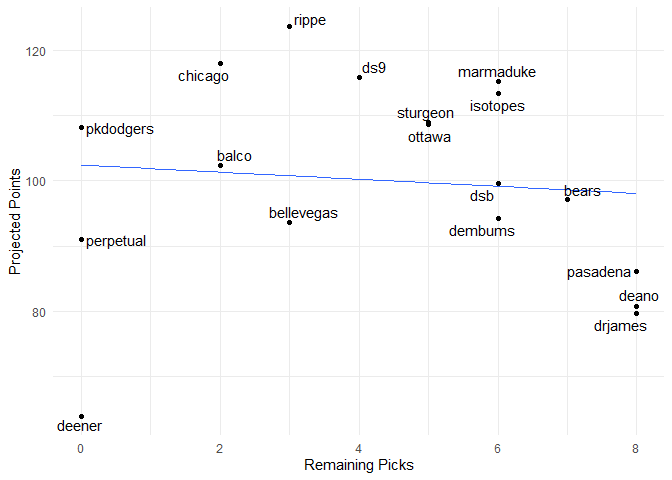 rippe
120
ds9
marmaduke
chicago
isotopes
sturgeon
pkdodgers
ottawa
balco
100
bears
dsb
bellevegas
dembums
perpetual
pasadena
deano
80
drjames
deener
0
2
4
6
8
Remaining Picks
Projected Points